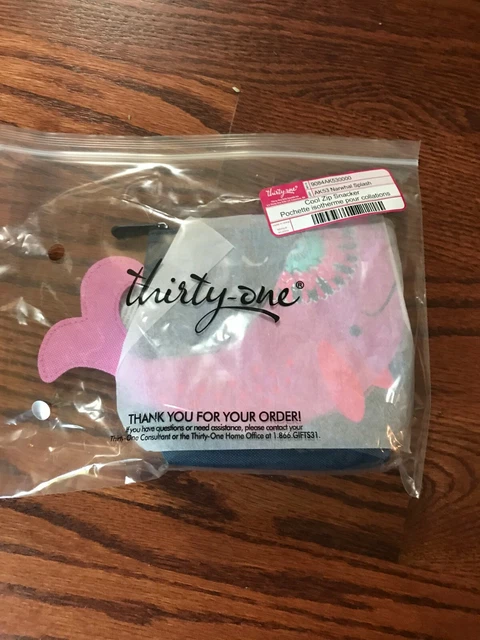 thirty-one
9084AK530000
AK53 Narwhal Splash
Cool Zip Snacker
Pochette isotherme pour collations
thirty-one®
THANK YOU FOR YOUR ORDER!
If you have questions or need assistance, please contact your
Thirty-One Consultant or the Thirty-One Home Office at 1.866.GIFTS31.